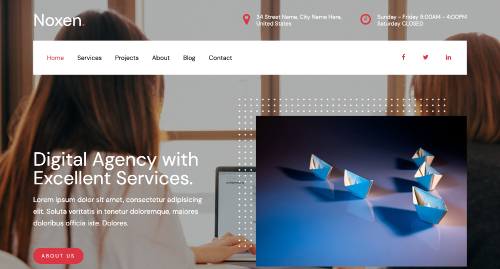 Noxen.
34 Street Name, City Name Here,
United States
Sunday - Friday 8:00AM - 4:00PM
Saturday CLOSED
Home Services Projects About Blog Contact
Digital Agency with
Excellent Services.
Lorem ipsum dolor sit amet, consectetur adipisicing
elit. Soluta veritatis in tenetur doloremque, maiores
doloribus officia iste. Dolores.
ABOUT US